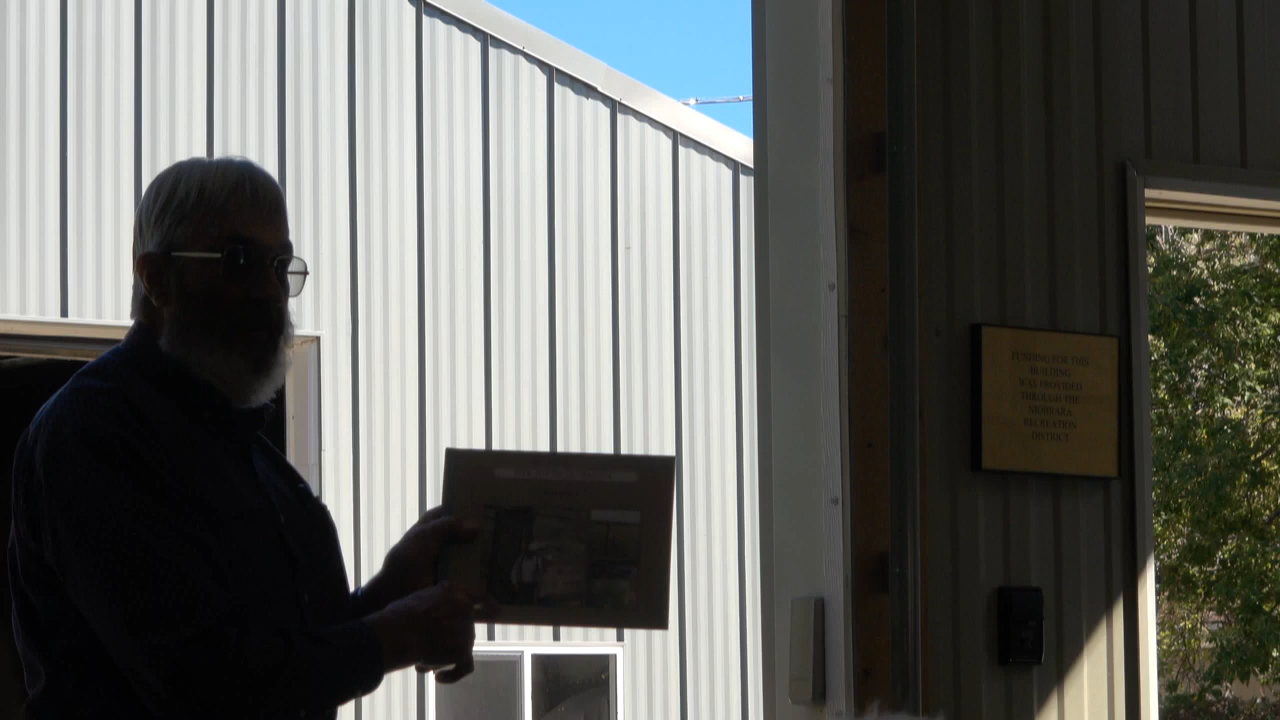 FUNDING FOR THIS
BUILDING
WAS PROVIDED
THROUGH THE
NIOBRARA
RECREATION
DISTRICT